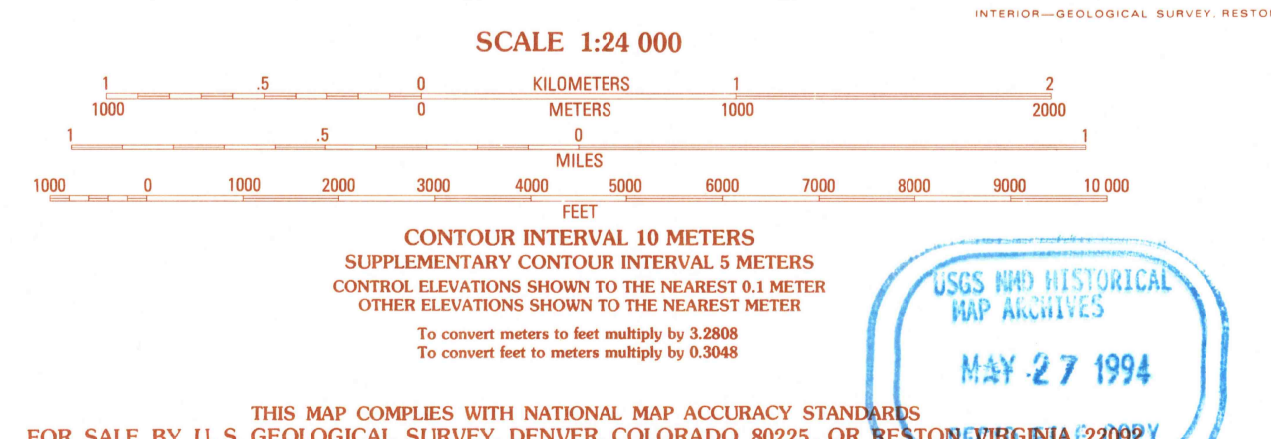 INTERIOR—GEOLOGICAL SURVEY, RESTO
SCALE 1:24 000
1 .5 0 KILOMETERS 1 2
1000 0 METERS 1000 2000
1 .5 0 1
MILES
1000 0 1000 2000 3000 4000 5000 6000 7000 8000 9000 10 000
FEET
CONTOUR INTERVAL 10 METERS
SUPPLEMENTARY CONTOUR INTERVAL 5 METERS
CONTROL ELEVATIONS SHOWN TO THE NEAREST 0.1 METER
OTHER ELEVATIONS SHOWN TO THE NEAREST METER
To convert meters to feet multiply by 3.2808
To convert feet to meters multiply by 0.3048
USGS NMD HISTORICAL
MAP ARCHIVES
MAY 27 1994
THIS MAP COMPLIES WITH NATIONAL MAP ACCURACY STANDARDS
FOR SALE BY U. S. GEOLOGICAL SURVEY, DENVER, COLORADO 80225, OR RESTON, VIRGINIA 22092
COPY